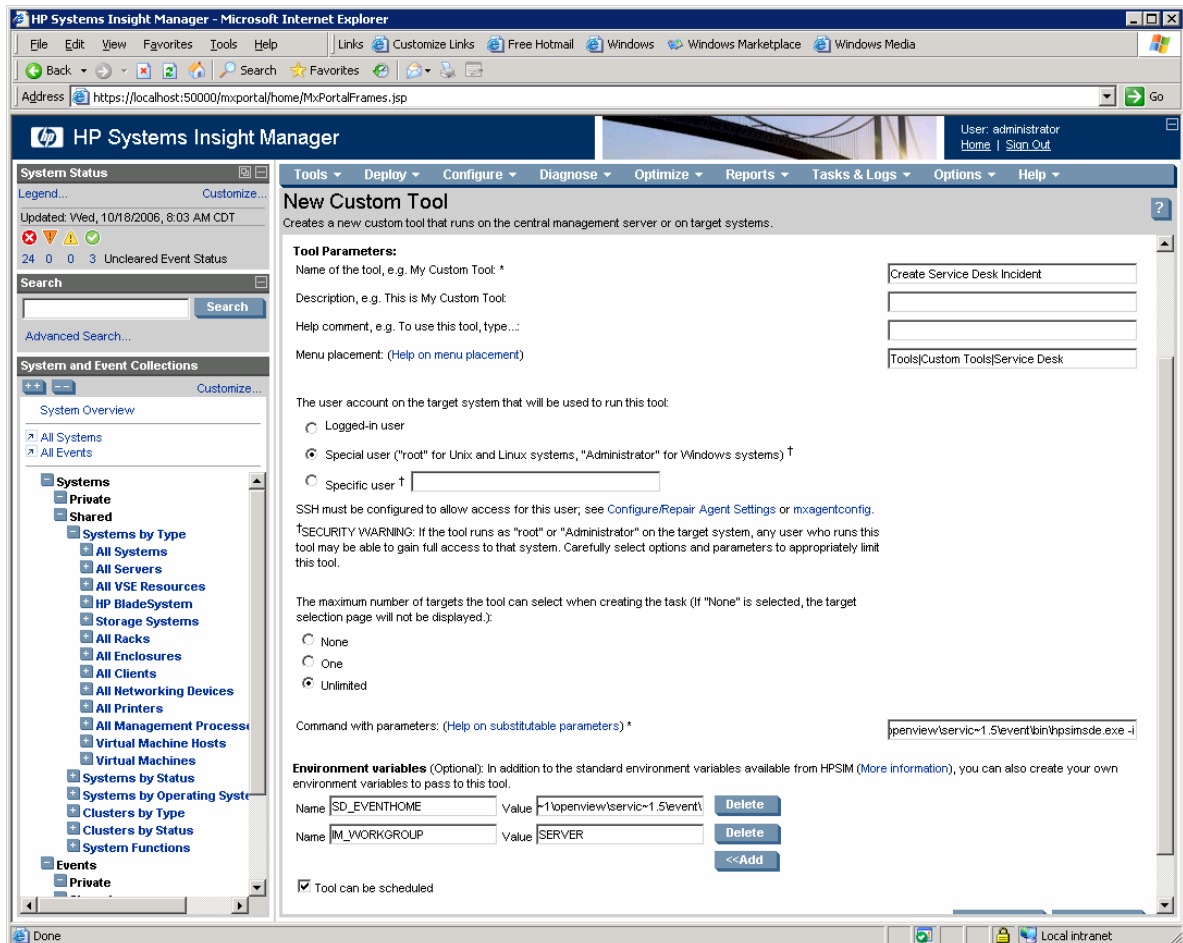 HP Systems Insight Manager - Microsoft Internet Explorer
File Edit View Favorites Tools Help Links Customize Links Free Hotmail Windows Windows Marketplace Windows Media
Back Search Favorites
Address https://localhost:50000/mxportal/home/MxPortalFrames.jsp Go
hp HP Systems Insight Manager
User: administrator
Home | Sign Out
System Status
Legend... Customize...
Updated: Wed, 10/18/2006, 8:03 AM CDT
24 0 0 3 Uncleared Event Status
Search
Search
Advanced Search...
System and Event Collections
++ -- Customize...
System Overview
All Systems
All Events
Systems
Private
Shared
Systems by Type
All Systems
All Servers
All VSE Resources
HP BladeSystem
Storage Systems
All Racks
All Enclosures
All Clients
All Networking Devices
All Printers
All Management Process
Virtual Machine Hosts
Virtual Machines
Systems by Status
Systems by Operating Syste
Clusters by Type
Clusters by Status
System Functions
Events
Private
Tools Deploy Configure Diagnose Optimize Reports Tasks & Logs Options Help
New Custom Tool
?
Creates a new custom tool that runs on the central management server or on target systems.
Tool Parameters:
Name of the tool, e.g. My Custom Tool: * Create Service Desk Incident
Description, e.g. This is My Custom Tool:
Help comment, e.g. To use this tool, type...:
Menu placement: (Help on menu placement) Tools|Custom Tools|Service Desk
The user account on the target system that will be used to run this tool:
Logged-in user
Special user ("root" for Unix and Linux systems, "Administrator" for Windows systems) †
Specific user †
SSH must be configured to allow access for this user; see Configure/Repair Agent Settings or mxagentconfig.
†SECURITY WARNING: If the tool runs as "root" or "Administrator" on the target system, any user who runs this
tool may be able to gain full access to that system. Carefully select options and parameters to appropriately limit
this tool.
The maximum number of targets the tool can select when creating the task (If "None" is selected, the target
selection page will not be displayed.):
None
One
Unlimited
Command with parameters: (Help on substitutable parameters) * openview\servic~1.5\event\bin\hpsimsde.exe -i
Environment variables (Optional): In addition to the standard environment variables available from HPSIM (More information), you can also create your own
environment variables to pass to this tool.
Name SD_EVENTHOME Value ~1\openview\servic~1.5\event\ Delete
Name IM_WORKGROUP Value SERVER Delete
<<Add
Tool can be scheduled
Done Local intranet